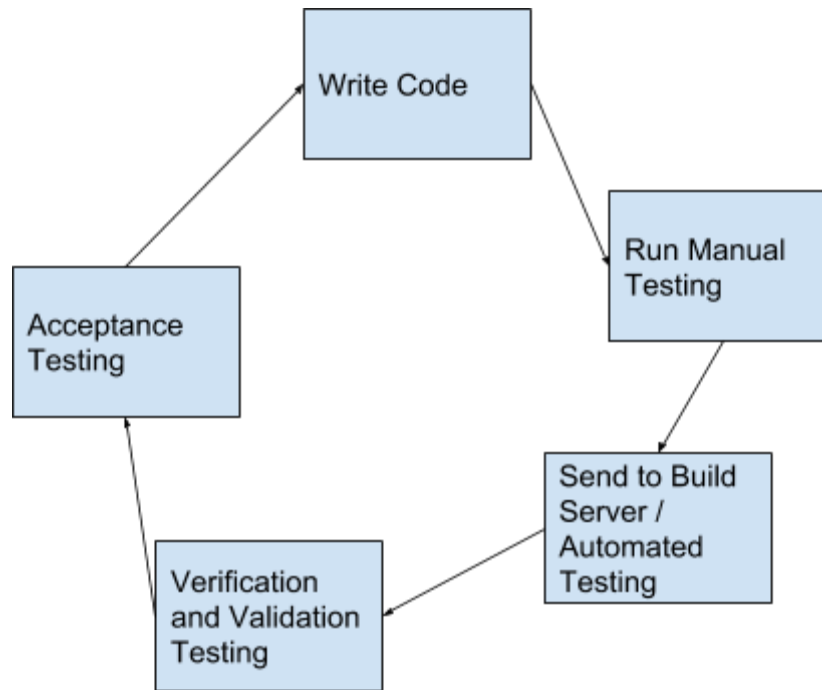 Write Code
Run Manual
Testing
Acceptance
Testing
Send to Build
Server /
Automated
Testing
Verification
and Validation
Testing